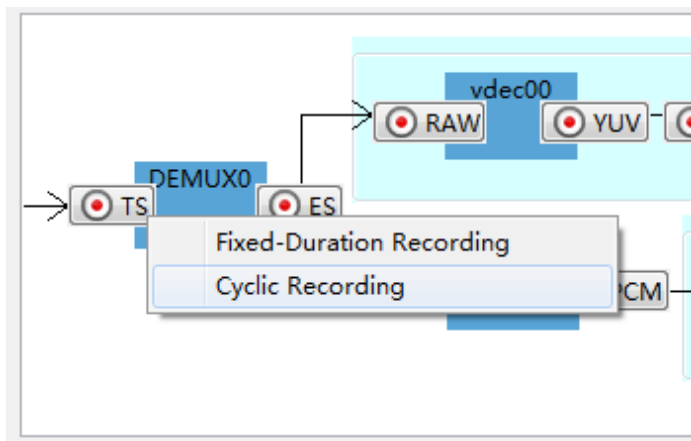 vdec00
RAW
YUV
DEMUX0
TS
ES
Fixed-Duration Recording
Cyclic Recording
PCM